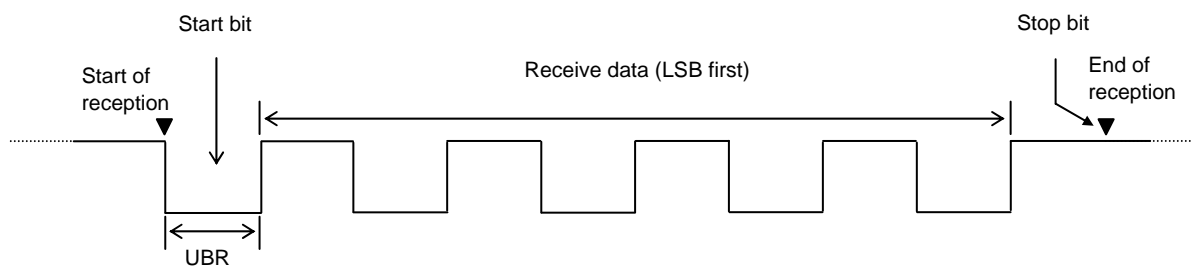 Start bit
Stop bit
Start of
reception
Receive data (LSB first)
End of
reception
UBR